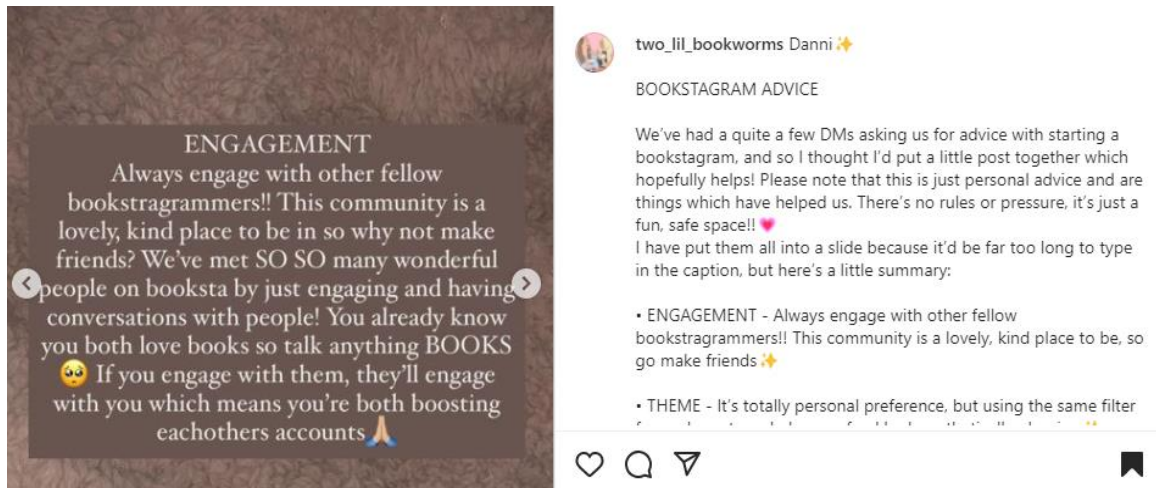 ENGAGEMENT
Always engage with other fellow
bookstragrammers!! This community is a
lovely, kind place to be in so why not make
friends? We've met SO SO many wonderful
people on booksta by just engaging and having
conversations with people! You already know
you both love books so talk anything BOOKS
🥺 If you engage with them, they'll engage
with you which means you're both boosting
eachothers accounts🙏🏼
two_lil_bookworms Danni✨
BOOKSTAGRAM ADVICE
We've had a quite a few DMs asking us for advice with starting a
bookstagram, and so I thought I'd put a little post together which
hopefully helps! Please note that this is just personal advice and are
things which have helped us. There's no rules or pressure, it's just a
fun, safe space!! 💗
I have put them all into a slide because it'd be far too long to type
in the caption, but here's a little summary:
• ENGAGEMENT - Always engage with other fellow
bookstragrammers!! This community is a lovely, kind place to be, so
go make friends✨
• THEME - It's totally personal preference, but using the same filter